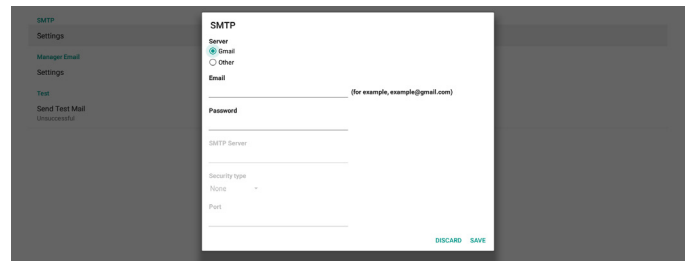 SMTP
Settings
Manager Email
Settings
Test
Send Test Mail
Unsuccessful
SMTP
Server
Gmail
Other
Email
(for example, example@gmail.com)
Password
SMTP Server
Security type
None
Port
DISCARD SAVE